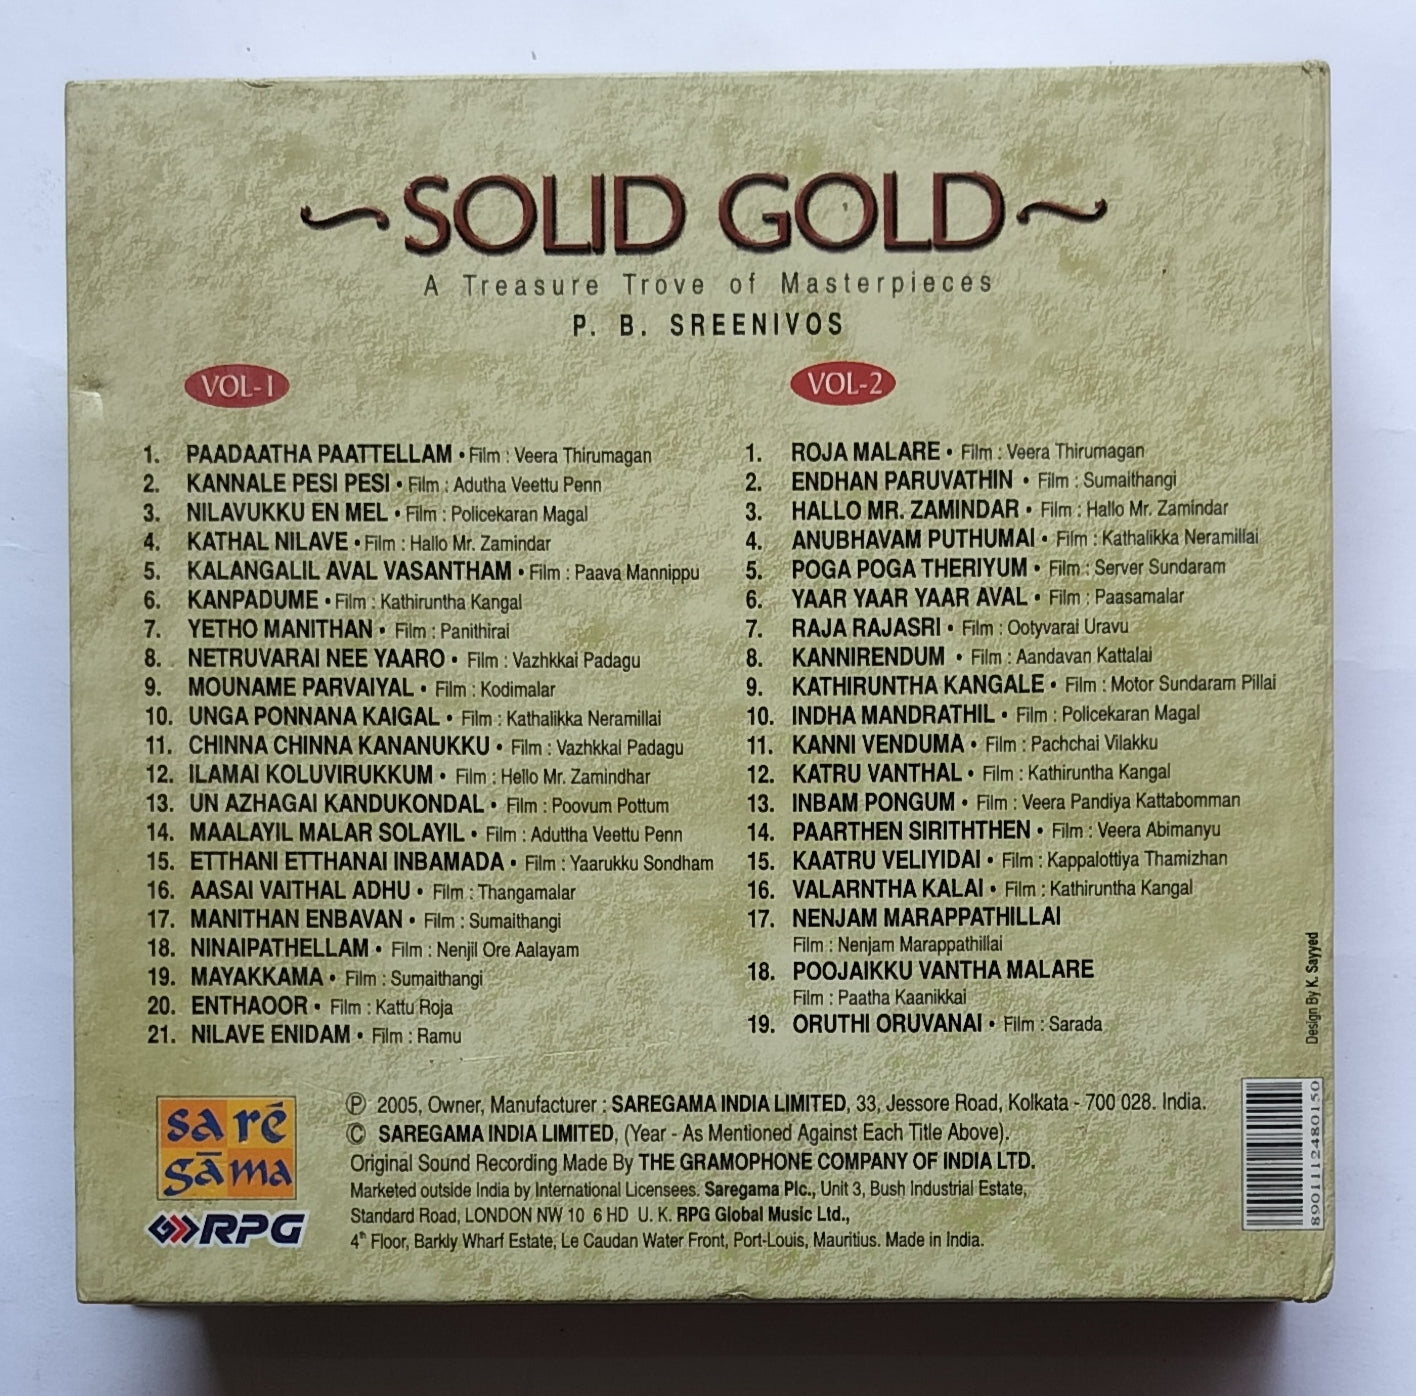 SOLID GOLD
A Treasure Trove of Masterpieces
P. B. SREENIVOS
VOL-1
1. PAADAATHA PAATTELLAM • Film : Veera Thirumagan
2. KANNALE PESI PESI • Film : Adutha Veettu Penn
3. NILAVUKKU EN MEL • Film : Policekaran Magal
4. KATHAL NILAVE • Film : Hallo Mr. Zamindar
5. KALANGALIL AVAL VASANTHAM • Film : Paava Mannippu
6. KANPADUME • Film : Kathiruntha Kangal
7. YETHO MANITHAN • Film : Panithirai
8. NETRUVARAI NEE YAARO • Film : Vazhkkai Padagu
9. MOUNAME PARVAIYAL • Film : Kodimalar
10. UNGA PONNANA KAIGAL • Film : Kathalikka Neramillai
11. CHINNA CHINNA KANANUKKU • Film : Vazhkkai Padagu
12. ILAMAI KOLUVIRUKKUM • Film : Hello Mr. Zamindhar
13. UN AZHAGAI KANDUKONDAL • Film : Poovum Pottum
14. MAALAYIL MALAR SOLAYIL • Film : Aduttha Veettu Penn
15. ETTHANI ETTHANAI INBAMADA • Film : Yaarukku Sondham
16. AASAI VAITHAL ADHU • Film : Thangamalar
17. MANITHAN ENBAVAN • Film : Sumaithangi
18. NINAIPATHELLAM • Film : Nenjil Ore Aalayam
19. MAYAKKAMA • Film : Sumaithangi
20. ENTHAOOR • Film : Kattu Roja
21. NILAVE ENIDAM • Film : Ramu
VOL-2
1. ROJA MALARE • Film : Veera Thirumagan
2. ENDHAN PARUVATHIN • Film : Sumaithangi
3. HALLO MR. ZAMINDAR • Film : Hallo Mr. Zamindar
4. ANUBHAVAM PUTHUMAI • Film : Kathalikka Neramillai
5. POGA POGA THERIYUM • Film : Server Sundaram
6. YAAR YAAR YAAR AVAL • Film : Paasamalar
7. RAJA RAJASRI • Film : Ootyvarai Uravu
8. KANNIRENDUM • Film : Aandavan Kattalai
9. KATHIRUNTHA KANGALE • Film : Motor Sundaram Pillai
10. INDHA MANDRATHIL • Film : Policekaran Magal
11. KANNI VENDUMA • Film : Pachchai Vilakku
12. KATRU VANTHAL • Film : Kathiruntha Kangal
13. INBAM PONGUM • Film : Veera Pandiya Kattabomman
14. PAARTHEN SIRITHTHEN • Film : Veera Abimanyu
15. KAATRU VELIYIDAI • Film : Kappalottiya Thamizhan
16. VALARNTHA KALAI • Film : Kathiruntha Kangal
17. NENJAM MARAPPATHILLAI
Film : Nenjam Marappathillai
18. POOJAIKKU VANTHA MALARE
Film : Paatha Kaanikkai
19. ORUTHI ORUVANAI • Film : Sarada
Design By K. Sayyed
sa ré
gāma
RPG
℗ 2005, Owner, Manufacturer : SAREGAMA INDIA LIMITED, 33, Jessore Road, Kolkata - 700 028. India.
© SAREGAMA INDIA LIMITED, (Year - As Mentioned Against Each Title Above).
Original Sound Recording Made By THE GRAMOPHONE COMPANY OF INDIA LTD.
Marketed outside India by International Licensees. Saregama Plc., Unit 3, Bush Industrial Estate,
Standard Road, LONDON NW 10 6 HD U. K. RPG Global Music Ltd.,
4th Floor, Barkly Wharf Estate, Le Caudan Water Front, Port-Louis, Mauritius. Made in India.
8901112480150